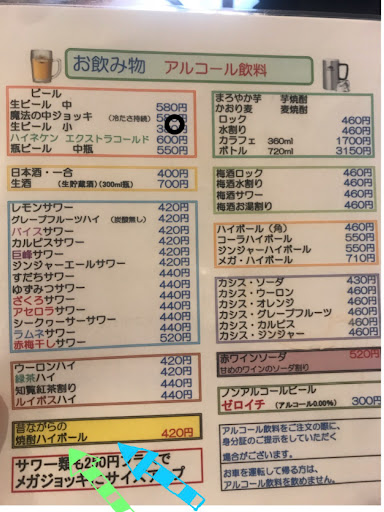 お飲み物 アルコール飲料
ビール
生ビール 中 580円
魔法の中ジョッキ (冷たさ持続) 円
生ビール 小
ハイネケン エクストラコールド 600円
瓶ビール 中瓶 550円
日本酒・一合 400円
生酒 (生貯蔵酒)(300ml瓶) 700円
レモンサワー 420円
グレープフルーツハイ (炭酸無し) 420円
バイスサワー 420円
カルピスサワー 420円
巨峰サワー 420円
ジンジャーエールサワー 420円
すだちサワー 440円
ゆずみつサワー 440円
ざくろサワー 440円
アセロラサワー 440円
シークヮーサーサワー 440円
ラムネサワー 440円
赤梅干しサワー 520円
ウーロンハイ 420円
緑茶ハイ 420円
知覧紅茶割り 440円
ルイボスハイ 440円
昔ながらの
焼酎ハイボール 420円
サワー類も250円プラスで
メガジョッキ サイズアップ
まろやか芋 芋焼酎
かおり麦 麦焼酎
ロック 460円
水割り 460円
カラフェ 360ml 1700円
ボトル 720ml 3150円
梅酒ロック 460円
梅酒水割り 460円
梅酒サワー 460円
梅酒お湯割り 460円
ハイボール(角) 460円
コーラハイボール 550円
ジンジャーハイボール 550円
メガ・ハイボール 710円
カシス・ソーダ 430円
カシス・ウーロン 460円
カシス・オレンジ 460円
カシス・グレープフルーツ 460円
カシス・カルピス 460円
カシス・ジンジャー 460円
赤ワインソーダ 520円
甘めのワインのソーダ割り
ノンアルコールビール
ゼロイチ (アルコール0.00%) 300円
アルコール飲料をご注文の際に、
身分証のご提示をしていただく
場合がございます。
お車を運転して帰る方は、
アルコール飲料を飲めません。